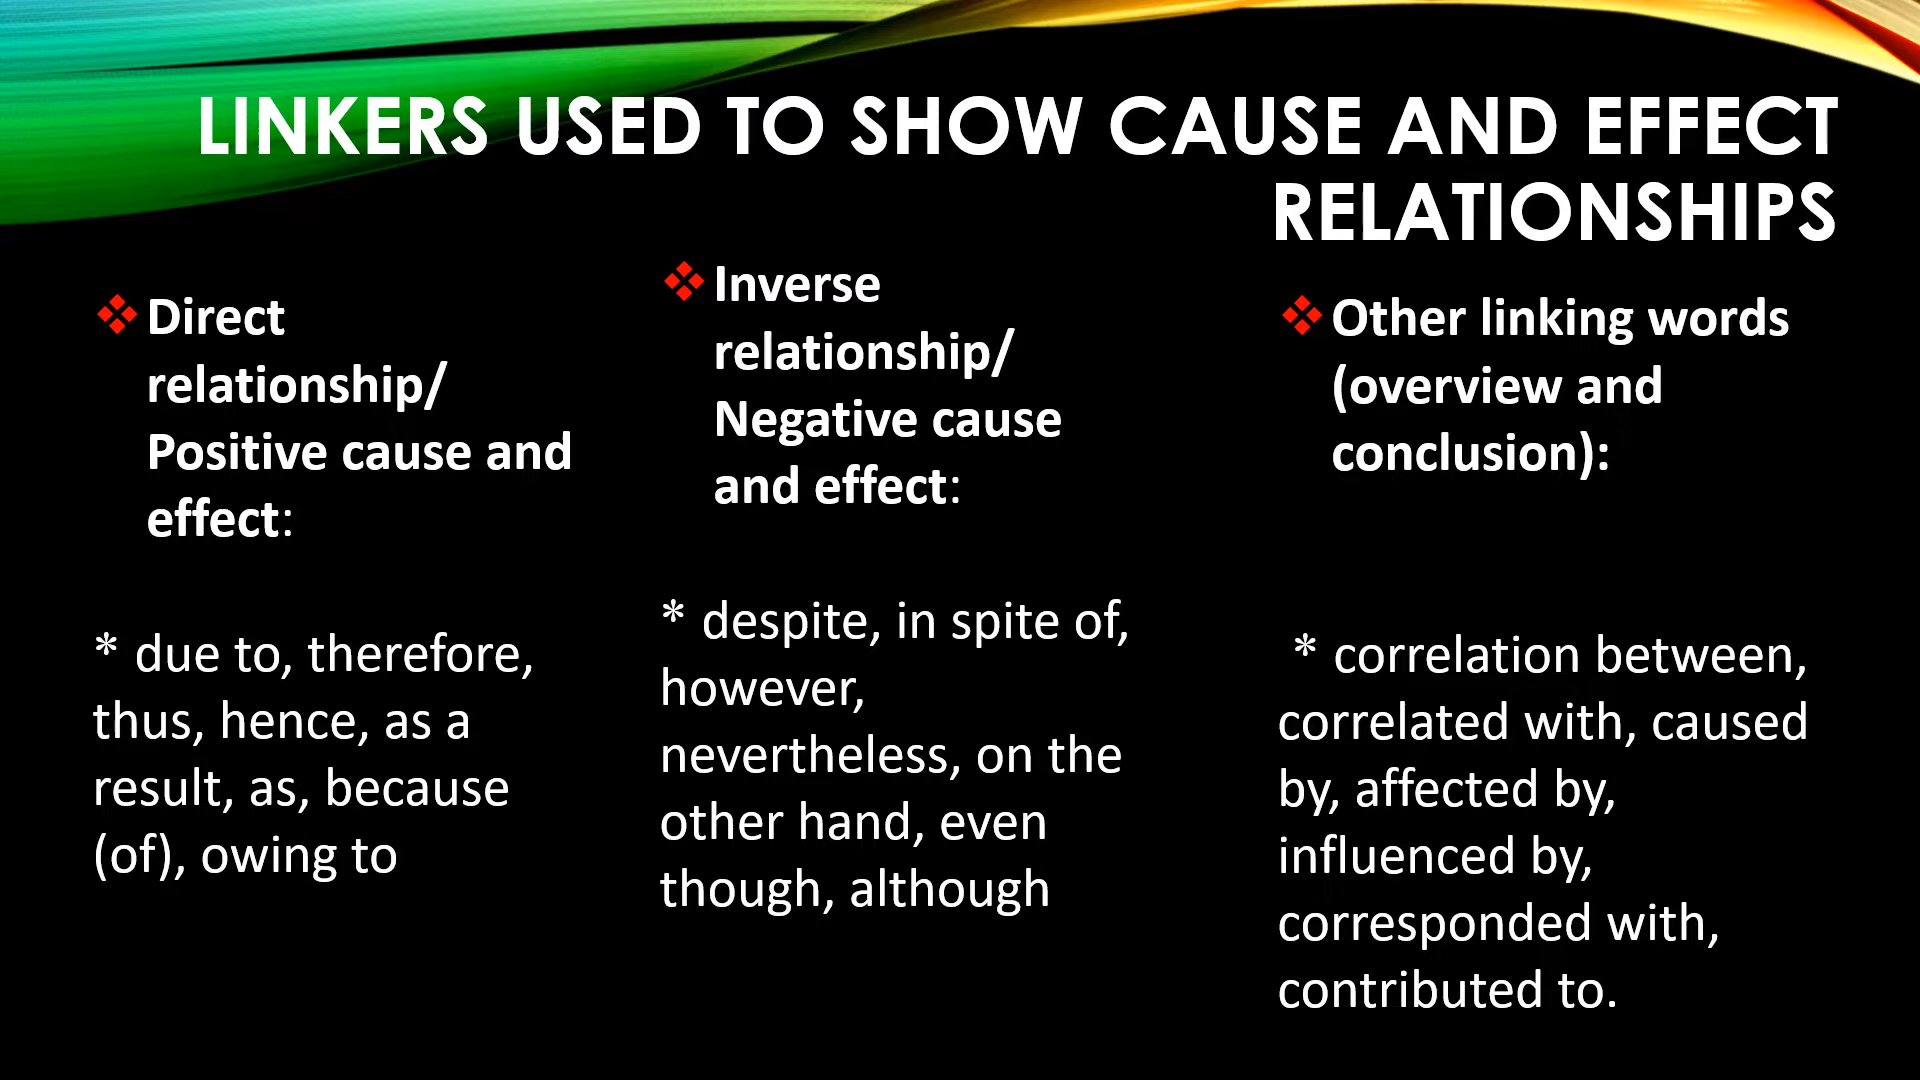 LINKERS USED TO SHOW CAUSE AND EFFECT
RELATIONSHIPS
❖ Direct
relationship/
Positive cause and
effect:
* due to, therefore,
thus, hence, as a
result, as, because
(of), owing to
❖ Inverse
relationship/
Negative cause
and effect:
* despite, in spite of,
however,
nevertheless, on the
other hand, even
though, although
❖ Other linking words
(overview and
conclusion):
* correlation between,
correlated with, caused
by, affected by,
influenced by,
corresponded with,
contributed to.